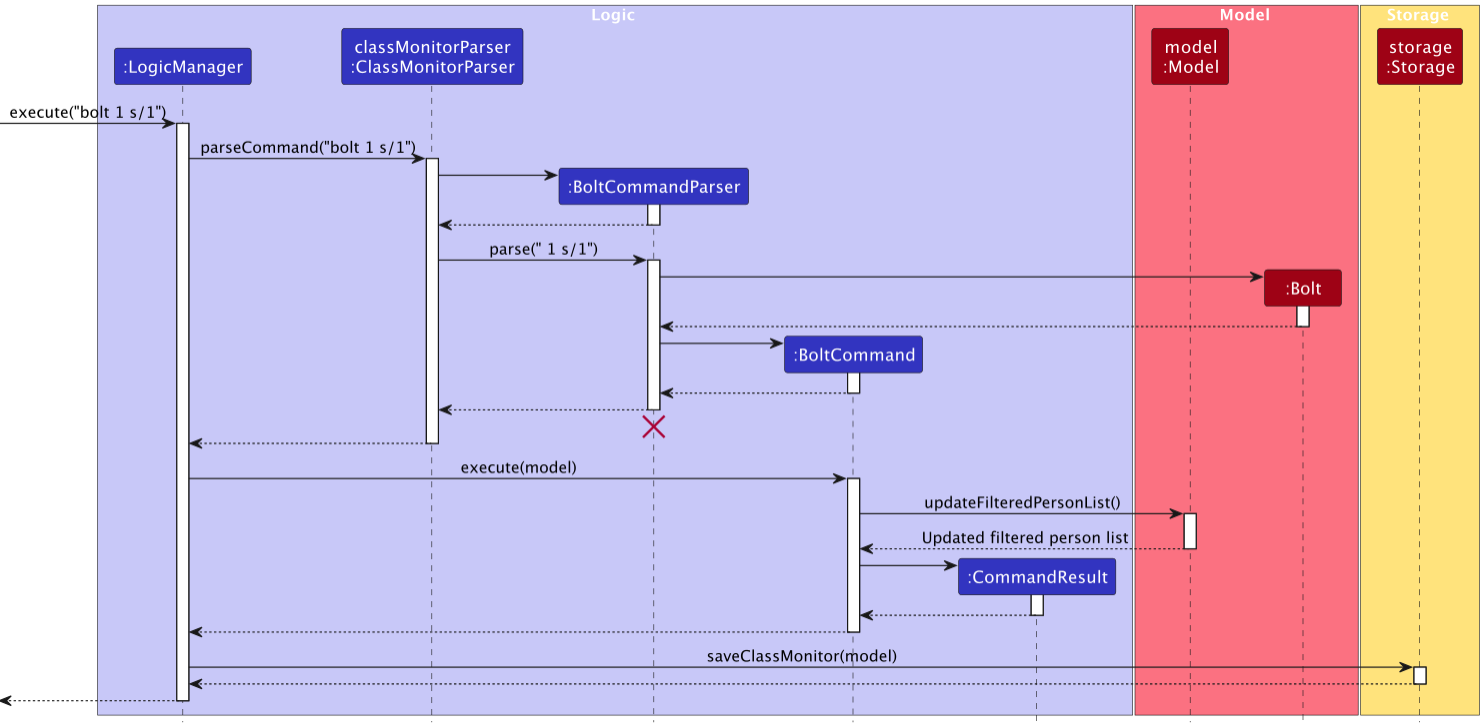 Logic
Model
Storage
:LogicManager
classMonitorParser
:ClassMonitorParser
model
:Model
storage
:Storage
execute("bolt 1 s/1")
parseCommand("bolt 1 s/1")
:BoltCommandParser
parse(" 1 s/1")
:Bolt
:BoltCommand
execute(model)
updateFilteredPersonList()
Updated filtered person list
:CommandResult
saveClassMonitor(model)